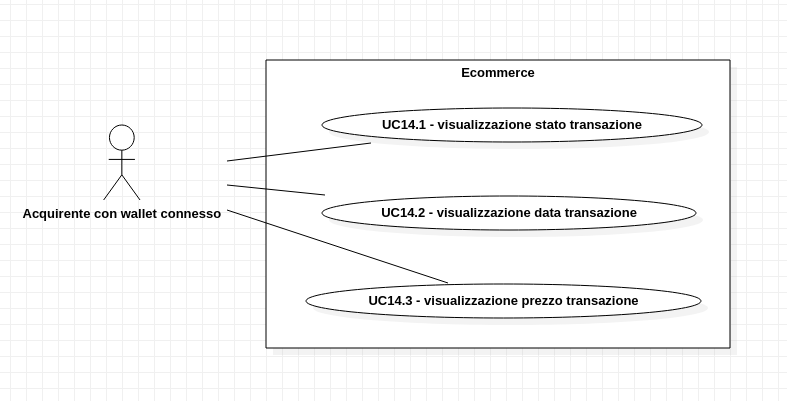 Ecommerce
UC14.1 - visualizzazione stato transazione
Acquirente con wallet connesso
UC14.2 - visualizzazione data transazione
UC14.3 - visualizzazione prezzo transazione